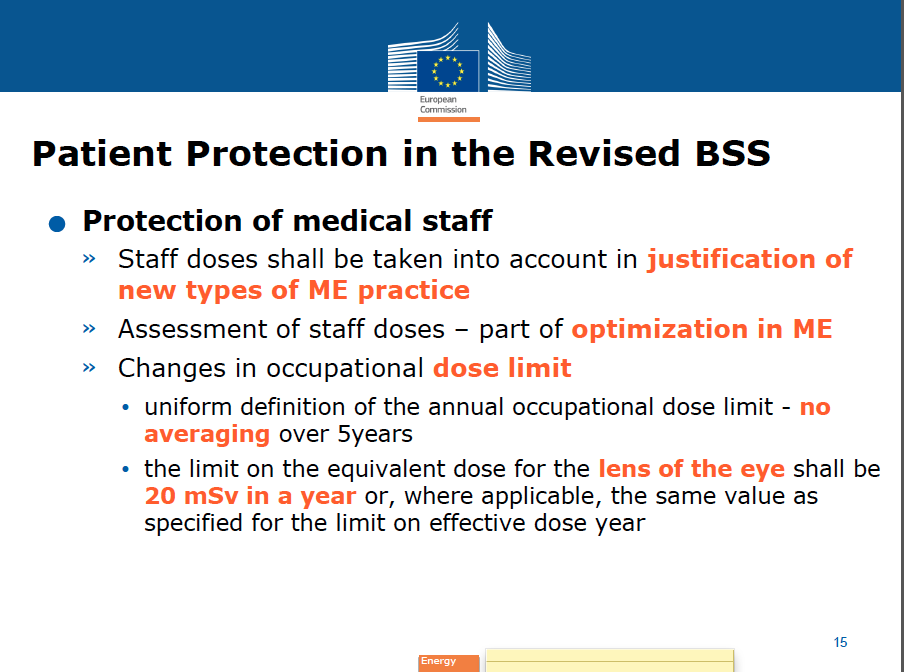 European
Commission
Patient Protection in the Revised BSS
● Protection of medical staff
» Staff doses shall be taken into account in justification of
new types of ME practice
» Assessment of staff doses – part of optimization in ME
» Changes in occupational dose limit
• uniform definition of the annual occupational dose limit - no
averaging over 5years
• the limit on the equivalent dose for the lens of the eye shall be
20 mSv in a year or, where applicable, the same value as
specified for the limit on effective dose year
15
Energy